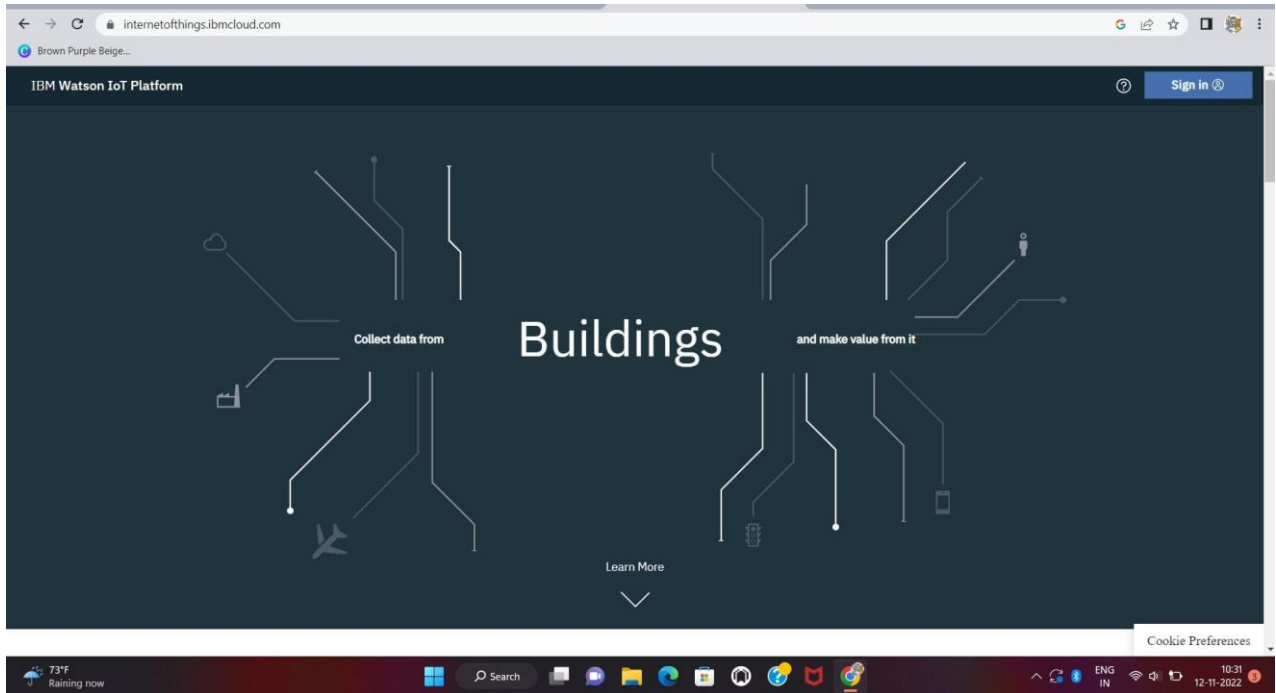 internetofthings.ibmcloud.com
Brown Purple Beige...
IBM Watson IoT Platform
Sign in
Collect data from
Buildings
and make value from it
Learn More
Cookie Preferences
73°F
Raining now
Search
ENG
IN
10:31
12-11-2022
3